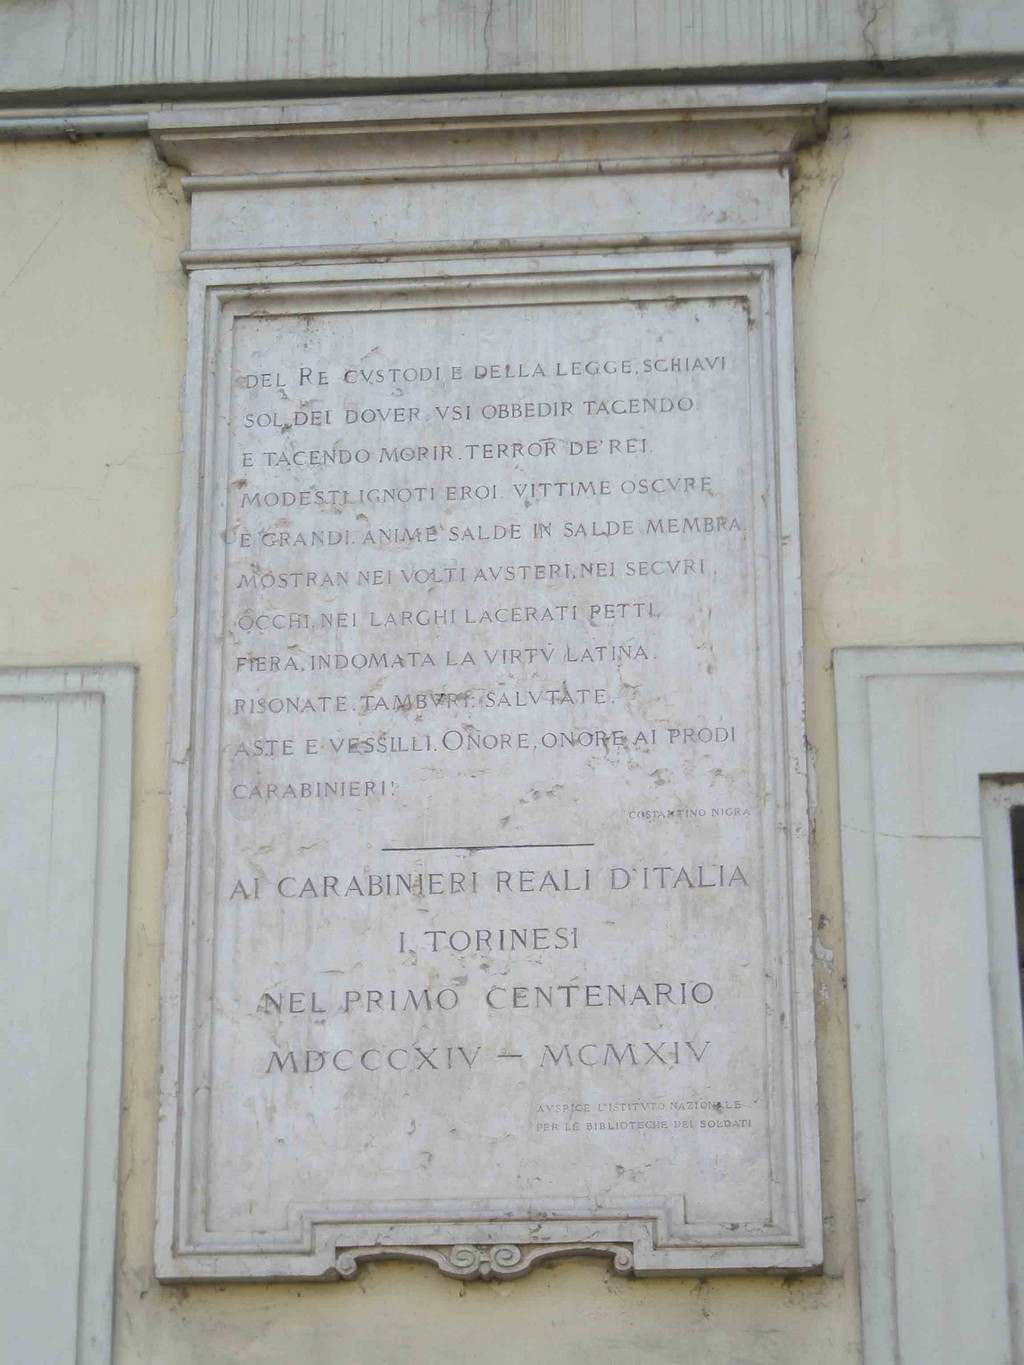 DEL RE CVSTODI E DELLA LEGGE, SCHIAVI
SOL DEL DOVER, VSI OBBEDIR TACENDO
E TACENDO MORIR. TERROR DE' REI.
MODESTI, IGNOTI EROI. VITTIME OSCVRE
E GRANDI. ANIME SALDE IN SALDE MEMBRA.
MOSTRAN NEI VOLTI AVSTERI, NEI SECVRI
OCCHI, NEI LARGHI LACERATI PETTI,
FIERA, INDOMATA LA VIRTV LATINA.
RISONATE, TAMBVRI: SALVTATE,
ASTE E VESSILLI. ONORE, ONORE AI PRODI
CARABINIERI!
COSTANTINO NIGRA
AI CARABINIERI REALI D'ITALIA
I TORINESI
NEL PRIMO CENTENARIO
MDCCCXIV — MCMXIV
AVSPICE L'ISTITVTO NAZIONALE
PER LE BIBLIOTECHE DEI SOLDATI